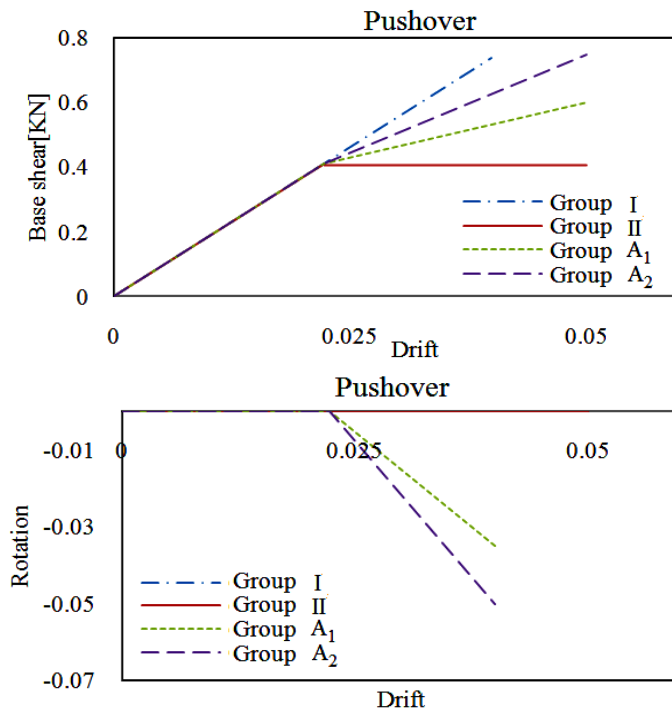 Pushover
0.8
0.6
0.4
0.2
0
Base shear[KN]
Group I
Group II
Group A1
Group A2
0 0.025 0.05
Drift
Pushover
0 0.025 0.05
-0.01
-0.03
-0.05
-0.07
Rotation
Group I
Group II
Group A1
Group A2
Drift